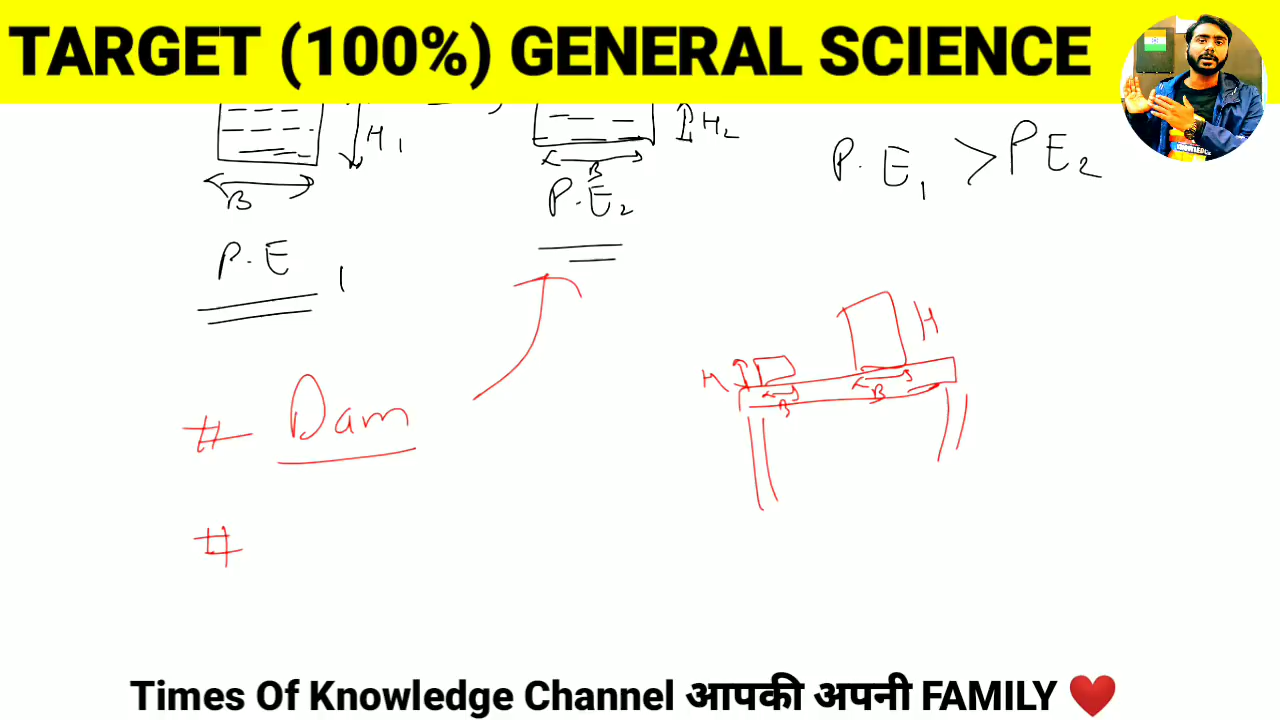 TARGET (100%) GENERAL SCIENCE
H1
H2
B
B
P.E1 > PE2
P.E2
P.E1
H
H
B
B
# Dam
#
Times Of Knowledge Channel आपकी अपनी FAMILY ❤️